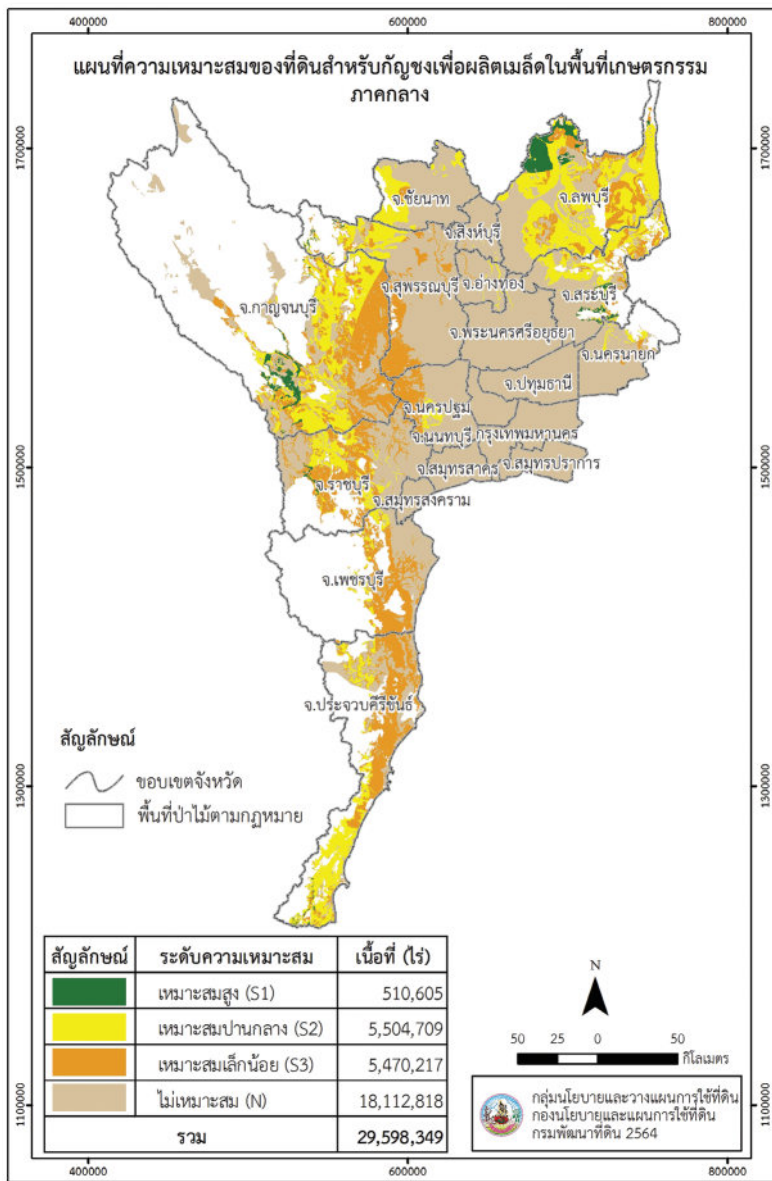 400000 600000 800000
แผนที่ความเหมาะสมของที่ดินสำหรับกัญชงเพื่อผลิตเมล็ดในพื้นที่เกษตรกรรม
ภาคกลาง
1700000 1700000
จ.ชัยนาท
จ.ลพบุรี
จ.สิงห์บุรี
จ.สุพรรณบุรี
จ.อ่างทอง
จ.สระบุรี
จ.กาญจนบุรี
จ.พระนครศรีอยุธยา
จ.นครนายก
จ.ปทุมธานี
จ.นครปฐม
จ.นนทบุรี
กรุงเทพมหานคร
1500000 1500000
จ.สมุทรสาคร
จ.สมุทรปราการ
จ.ราชบุรี
จ.สมุทรสงคราม
จ.เพชรบุรี
จ.ประจวบคีรีขันธ์
สัญลักษณ์
ขอบเขตจังหวัด
1300000 1300000
พื้นที่ป่าไม้ตามกฎหมาย
สัญลักษณ์ ระดับความเหมาะสม เนื้อที่ (ไร่)
เหมาะสมสูง (S1) 510,605
เหมาะสมปานกลาง (S2) 5,504,709
เหมาะสมเล็กน้อย (S3) 5,470,217
ไม่เหมาะสม (N) 18,112,818
รวม 29,598,349
N
50 25 0 50
กิโลเมตร
กลุ่มนโยบายและวางแผนการใช้ที่ดิน
กองนโยบายและแผนการใช้ที่ดิน
กรมพัฒนาที่ดิน 2564
1100000 1100000
400000 600000 800000